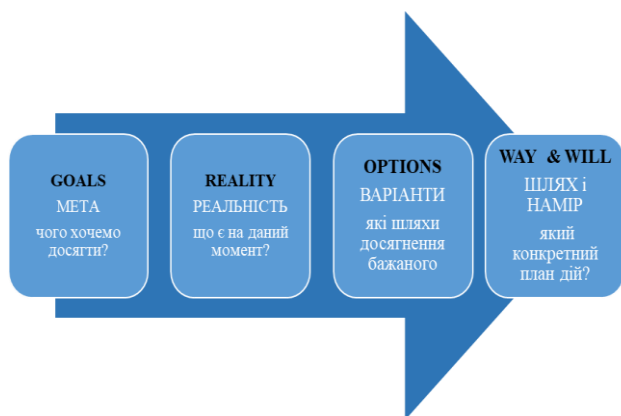 GOALS
МЕТА
чого хочемо
досягти?
REALITY
РЕАЛЬНІСТЬ
що є на даний
момент?
OPTIONS
ВАРІАНТИ
які шляхи
досягнення
бажаного
WAY & WILL
ШЛЯХ і
НАМІР
який
конкретний
план дій?